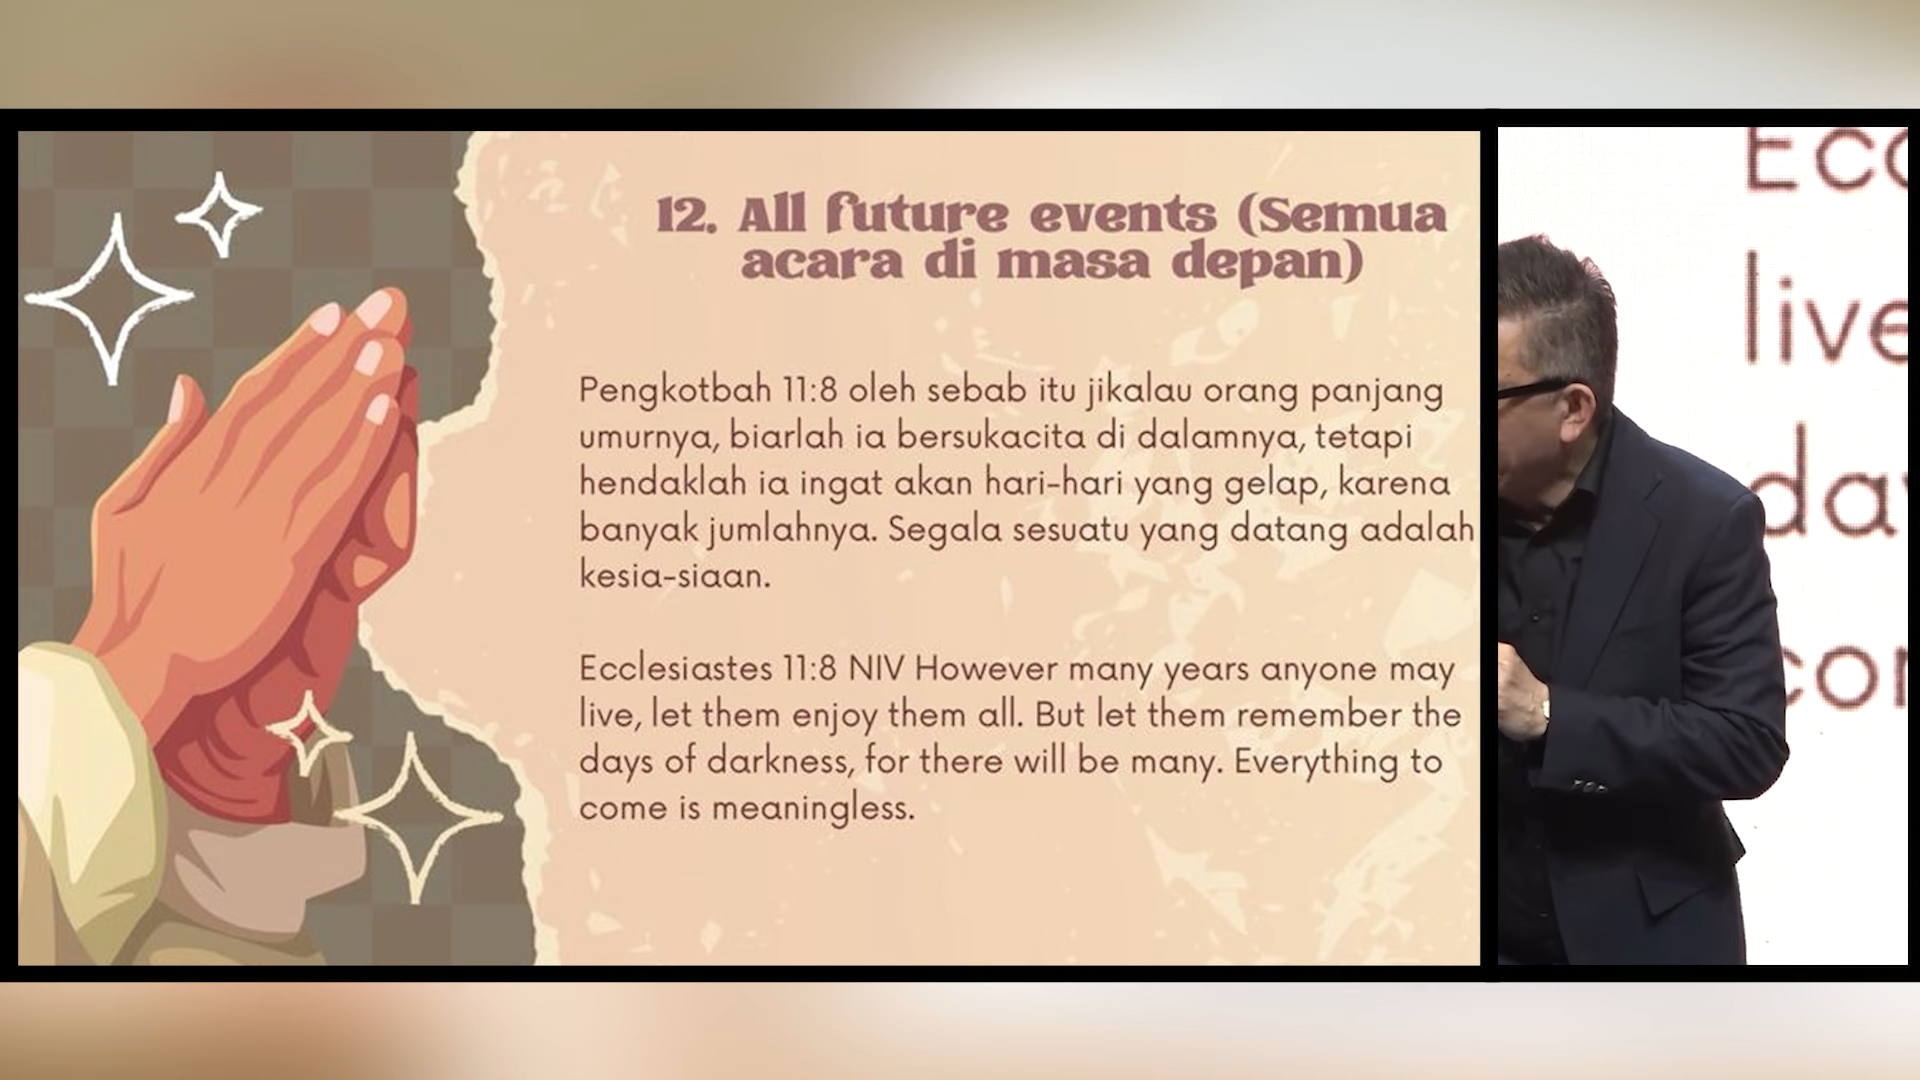 12. All future events (Semua
acara di masa depan)
Pengkotbah 11:8 oleh sebab itu jikalau orang panjang
umurnya, biarlah ia bersukacita di dalamnya, tetapi
hendaklah ia ingat akan hari-hari yang gelap, karena
banyak jumlahnya. Segala sesuatu yang datang adalah
kesia-siaan.
Ecclesiastes 11:8 NIV However many years anyone may
live, let them enjoy them all. But let them remember the
days of darkness, for there will be many. Everything to
come is meaningless.
live